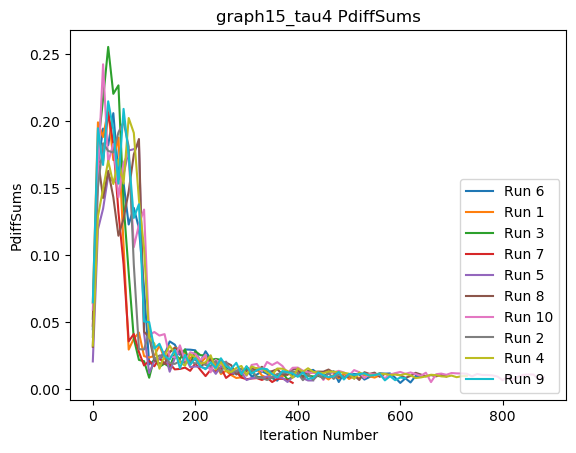 graph15_tau4 PdiffSums
PdiffSums
0.25
0.20
0.15
0.10
0.05
0.00
0
200
400
600
800
Iteration Number
Run 6
Run 1
Run 3
Run 7
Run 5
Run 8
Run 10
Run 2
Run 4
Run 9